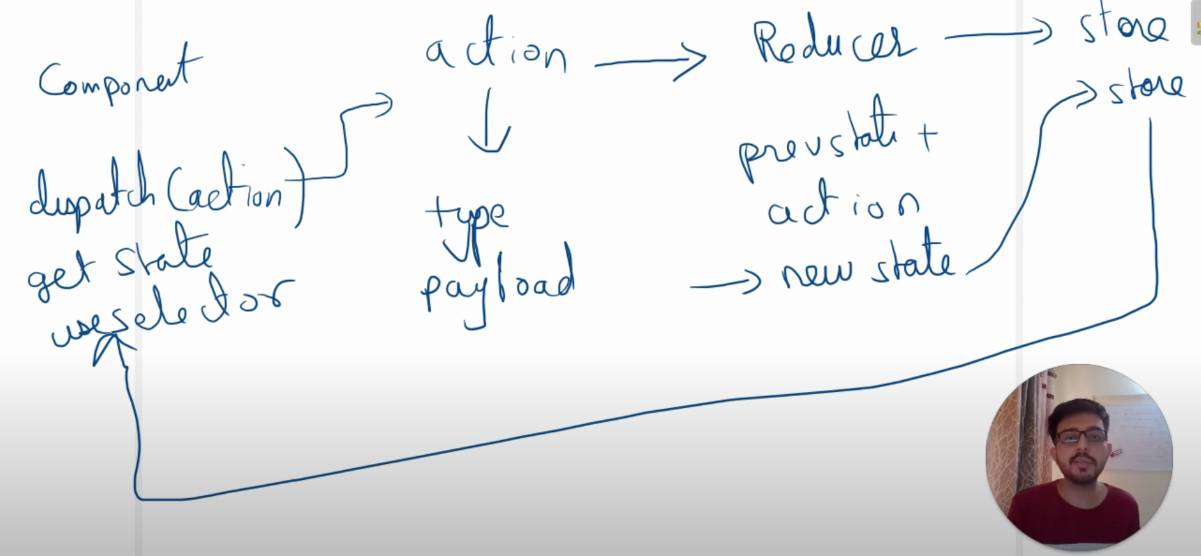 Component
dispatch (action)
get state
useselector
action
type
payload
Reducer
prevstate +
action
new state
store
store